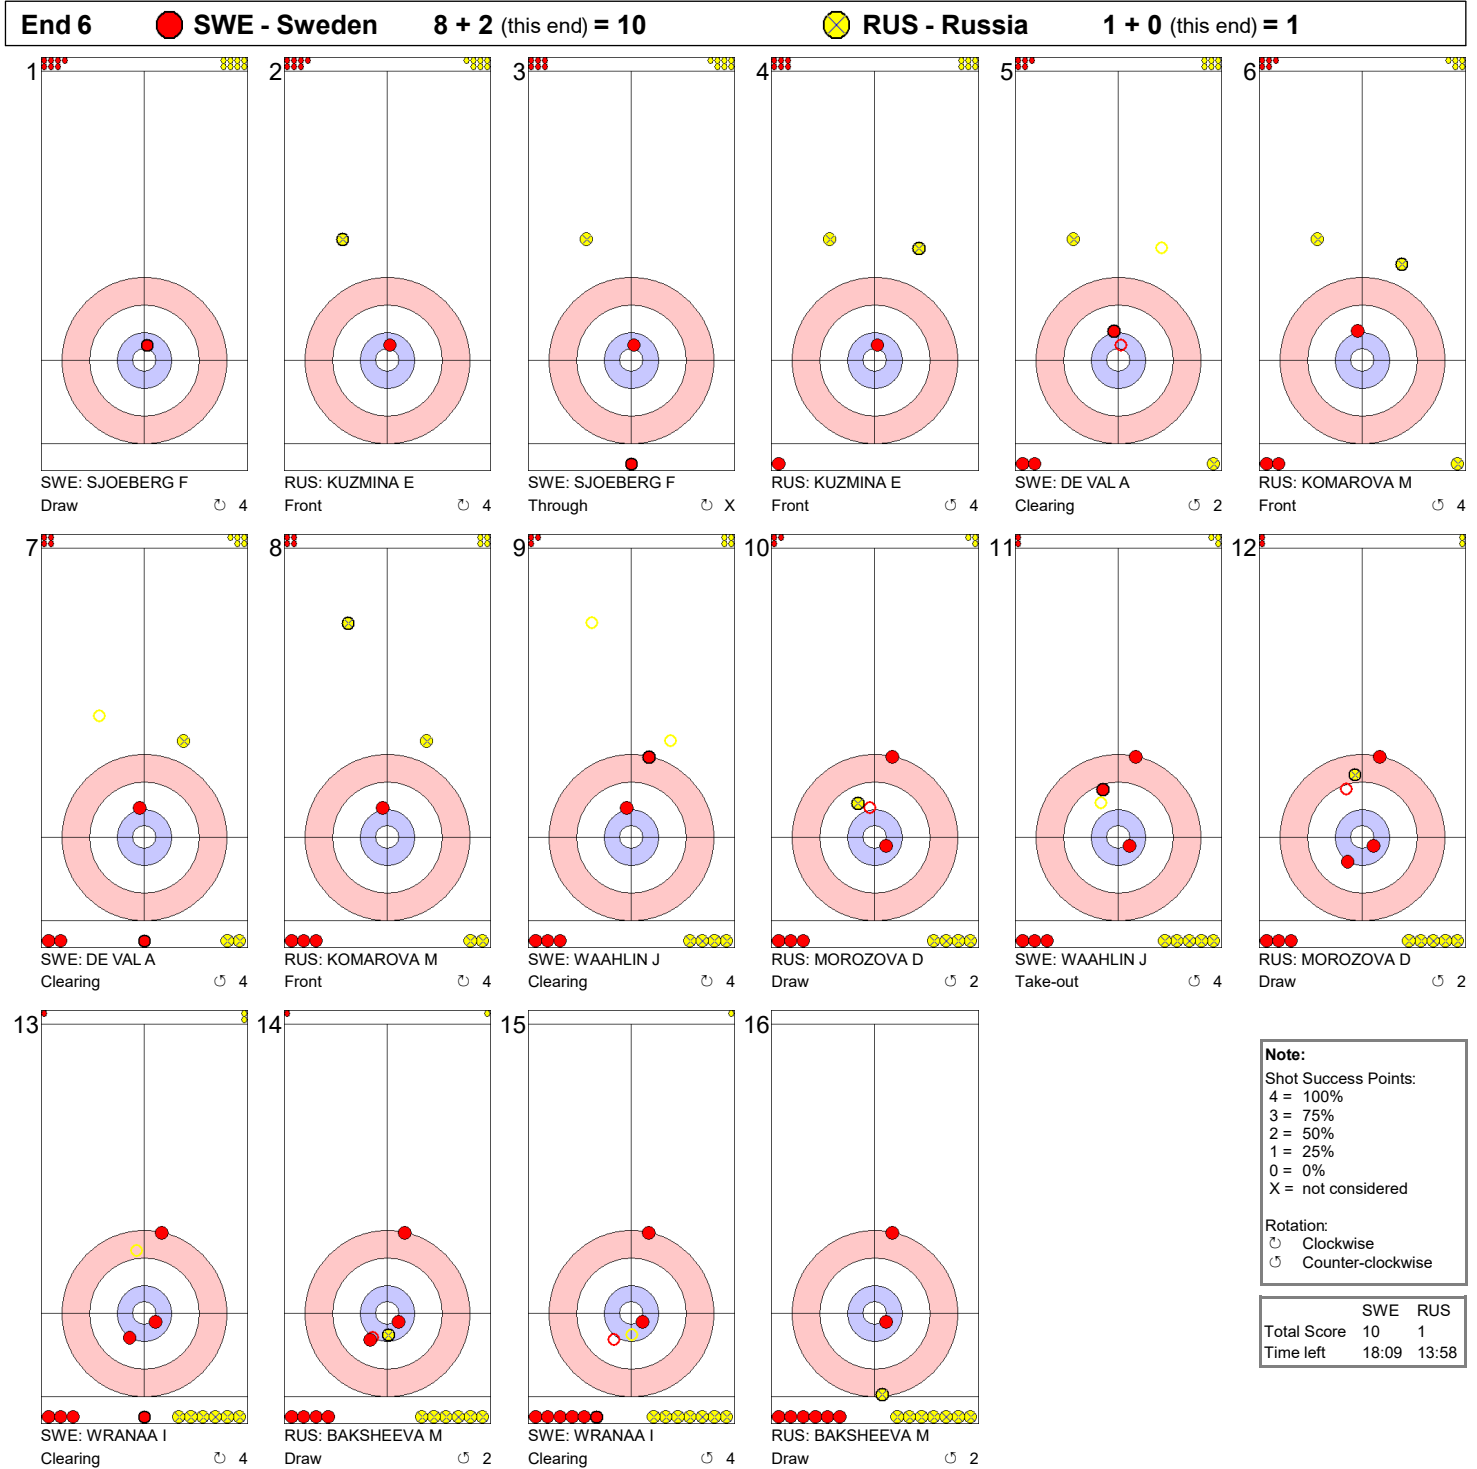 End 6 SWE - Sweden 8 + 2 (this end) = 10 RUS - Russia 1 + 0 (this end) = 1
1 2 3 4 5 6
SWE: SJOEBERG F RUS: KUZMINA E SWE: SJOEBERG F RUS: KUZMINA E SWE: DE VAL A RUS: KOMAROVA M
Draw ↻ 4 Front ↻ 4 Through ↻ X Front ↺ 4 Clearing ↺ 2 Front ↺ 4
7 8 9 10 11 12
SWE: DE VAL A RUS: KOMAROVA M SWE: WAAHLIN J RUS: MOROZOVA D SWE: WAAHLIN J RUS: MOROZOVA D
Clearing ↺ 4 Front ↻ 4 Clearing ↻ 4 Draw ↺ 2 Take-out ↺ 4 Draw ↺ 2
13 14 15 16
SWE: WRANAA I RUS: BAKSHEEVA M SWE: WRANAA I RUS: BAKSHEEVA M
Clearing ↻ 4 Draw ↺ 2 Clearing ↺ 4 Draw ↺ 2
Note:
Shot Success Points:
4 = 100%
3 = 75%
2 = 50%
1 = 25%
0 = 0%
X = not considered
Rotation:
↻ Clockwise
↺ Counter-clockwise
SWE RUS
Total Score 10 1
Time left 18:09 13:58